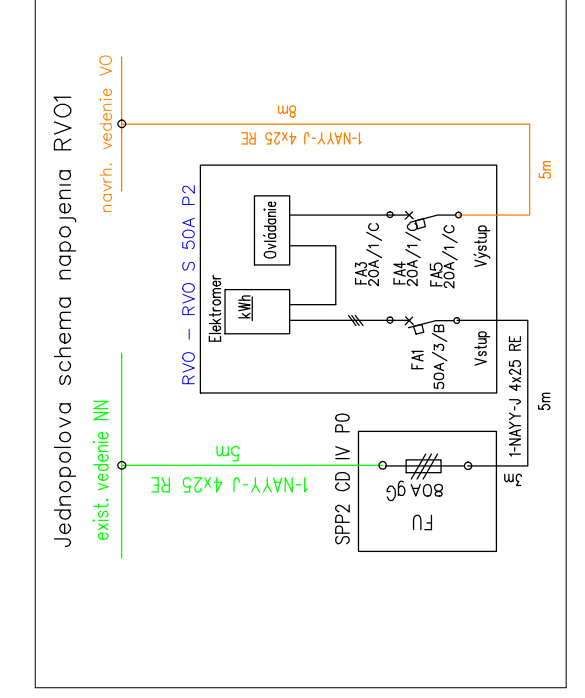 Jednopolova schema napojenia RVO1
exist. vedenie NN
navrh. vedenie VO
1-NAYY-J 4x25 RE
5m
1-NAYY-J 4x25 RE
8m
SPP2 CD IV P0
FU
80A gG
RVO – RVO S 50A P2
Elektromer
kWh
Ovládanie
FA1
50A/3/B
Vstup
FA3
20A/1/C
FA4
20A/1/C
FA5
20A/1/C
Výstup
1-NAYY-J 4x25 RE
5m
5m